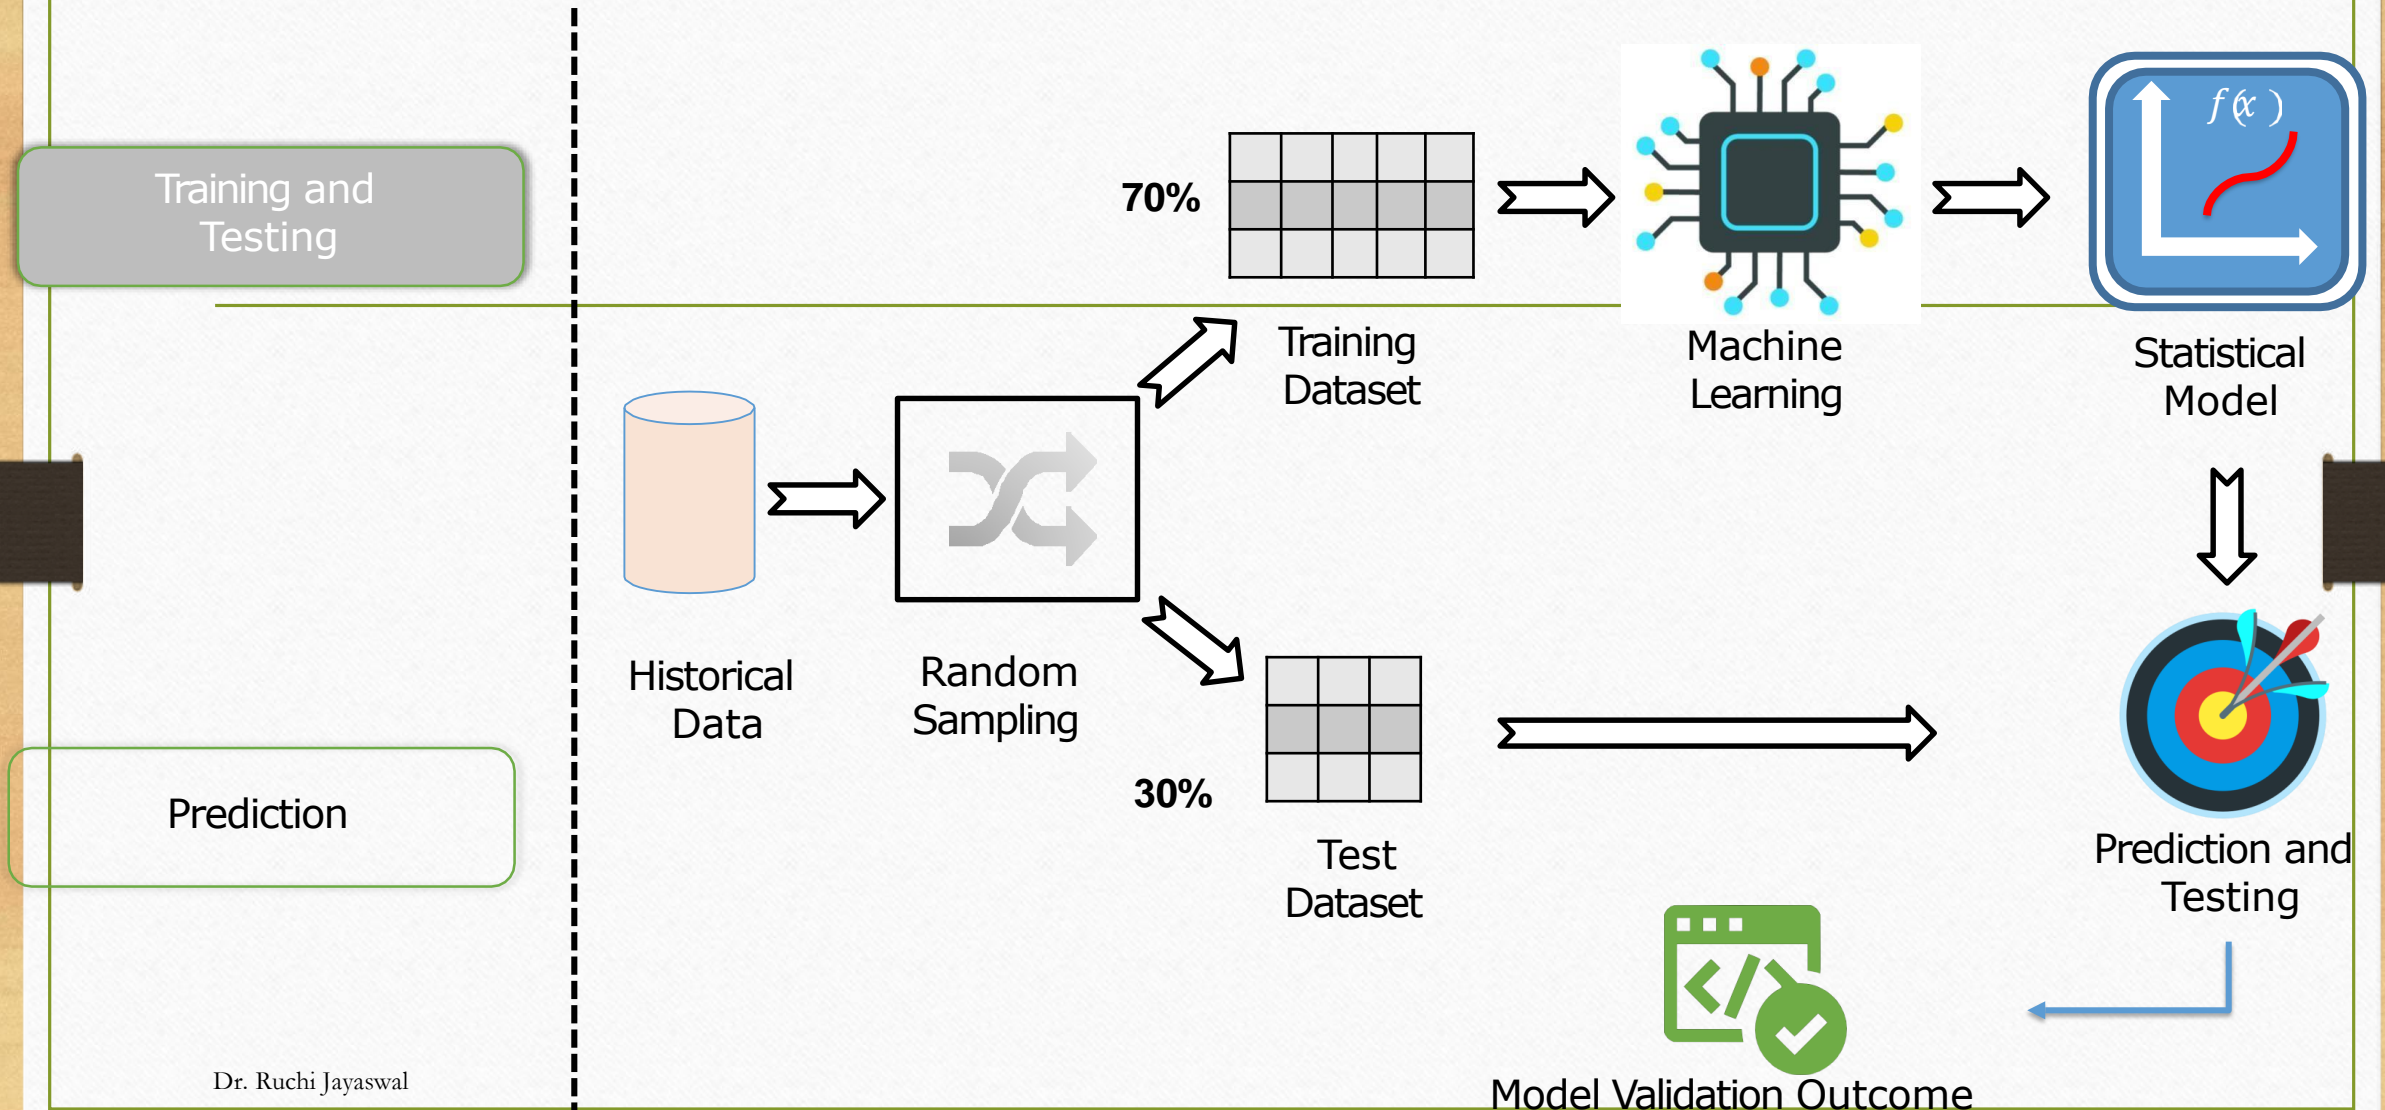 Training and
Testing
Prediction
Dr. Ruchi Jayaswal
Historical
Data
Random
Sampling
70%
Training
Dataset
Machine
Learning
f(x)
Statistical
Model
30%
Test
Dataset
Prediction and
Testing
</>
Model Validation Outcome